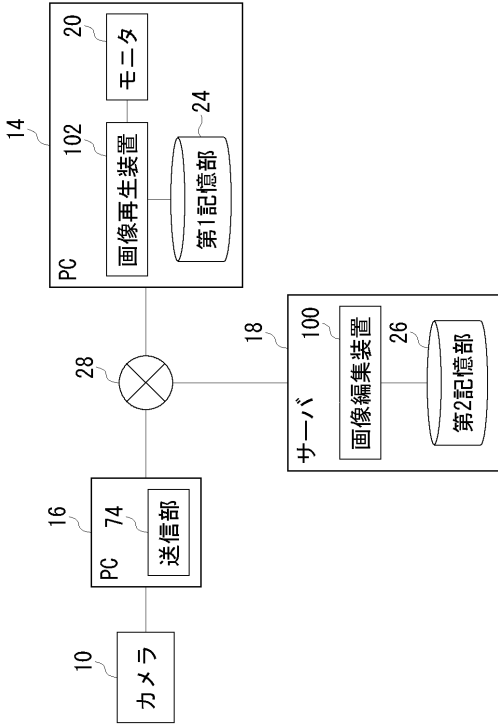 10
カメラ
16
PC
74
送信部
28
14
PC
102
画像再生装置
20
モニタ
24
第1記憶部
18
サーバ
100
画像編集装置
26
第2記憶部